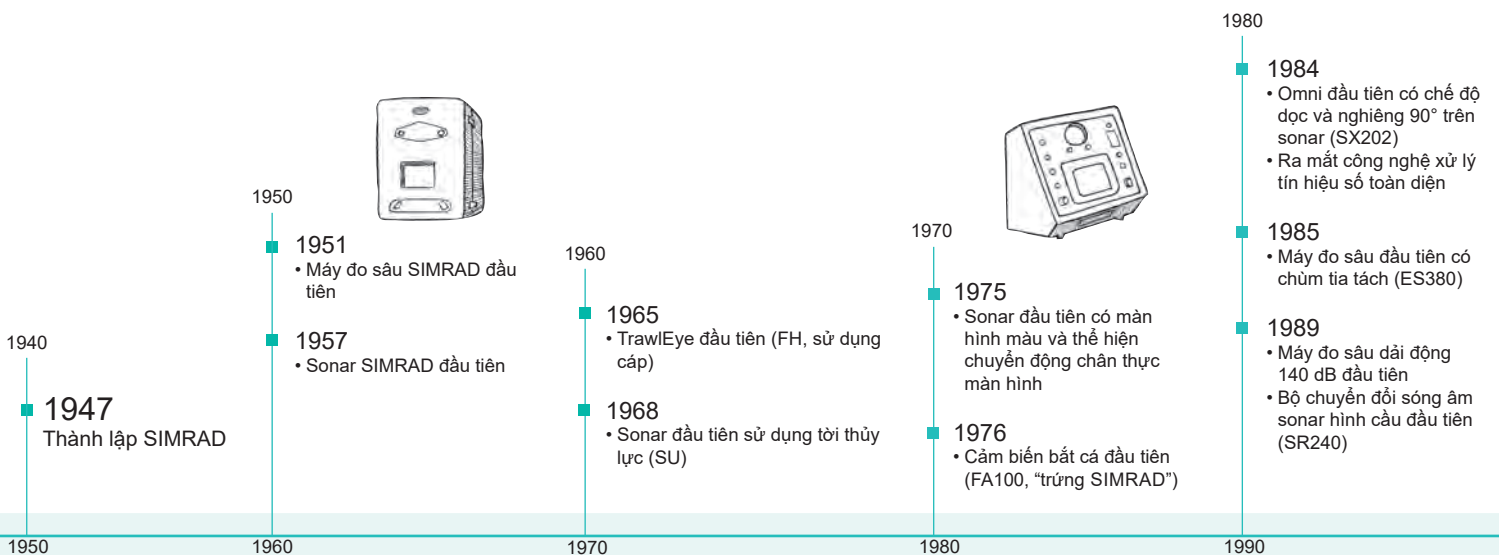 1940
1947
Thành lập SIMRAD
1950
1950
1951
• Máy đo sâu SIMRAD đầu
tiên
1957
• Sonar SIMRAD đầu tiên
1960
1960
1965
• TrawlEye đầu tiên (FH, sử dụng
cáp)
1968
• Sonar đầu tiên sử dụng tời thủy
lực (SU)
1970
1970
1975
• Sonar đầu tiên có màn
hình màu và thể hiện
chuyển động chân thực
màn hình
1976
• Cảm biến bắt cá đầu tiên
(FA100, “trứng SIMRAD”)
1980
1980
1984
• Omni đầu tiên có chế độ
dọc và nghiêng 90° trên
sonar (SX202)
• Ra mắt công nghệ xử lý
tín hiệu số toàn diện
1985
• Máy đo sâu đầu tiên có
chùm tia tách (ES380)
1989
• Máy đo sâu dải động
140 dB đầu tiên
• Bộ chuyển đổi sóng âm
sonar hình cầu đầu tiên
(SR240)
1990